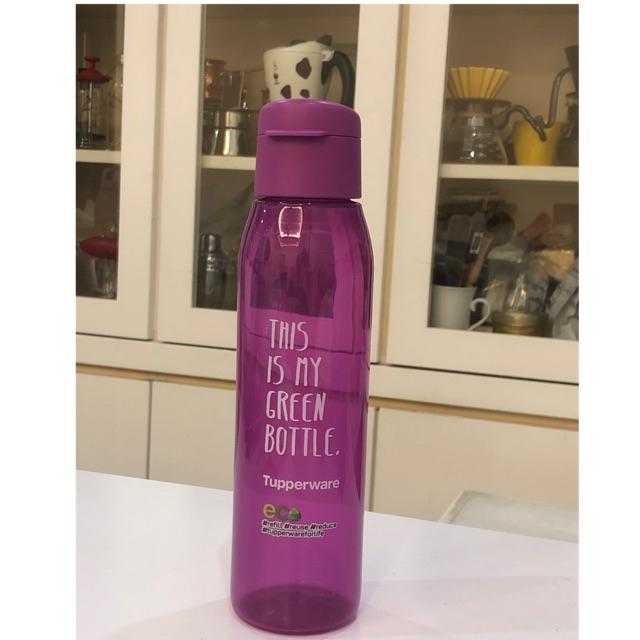 THIS
IS MY
GREEN
BOTTLE.
Tupperware
eco
#refill #reuse #reduce
#tupperwareforlife